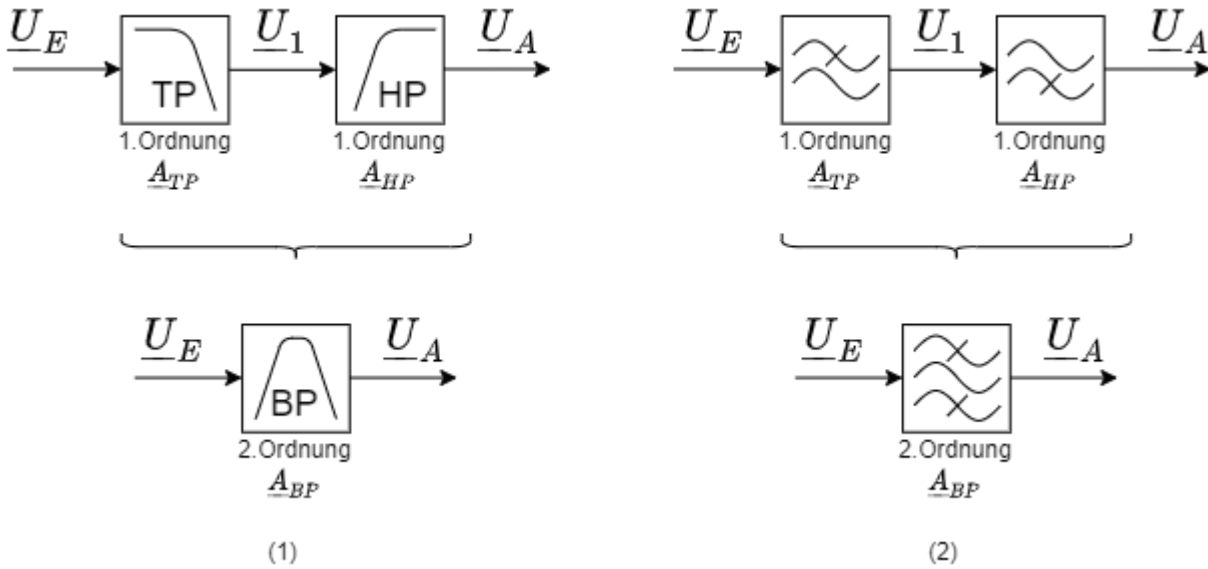 U_E U_1 U_A U_E U_1 U_A
TP HP
1.Ordnung 1.Ordnung 1.Ordnung 1.Ordnung
A_TP A_HP A_TP A_HP
U_E U_A U_E U_A
BP
2.Ordnung 2.Ordnung
A_BP A_BP
(1) (2)